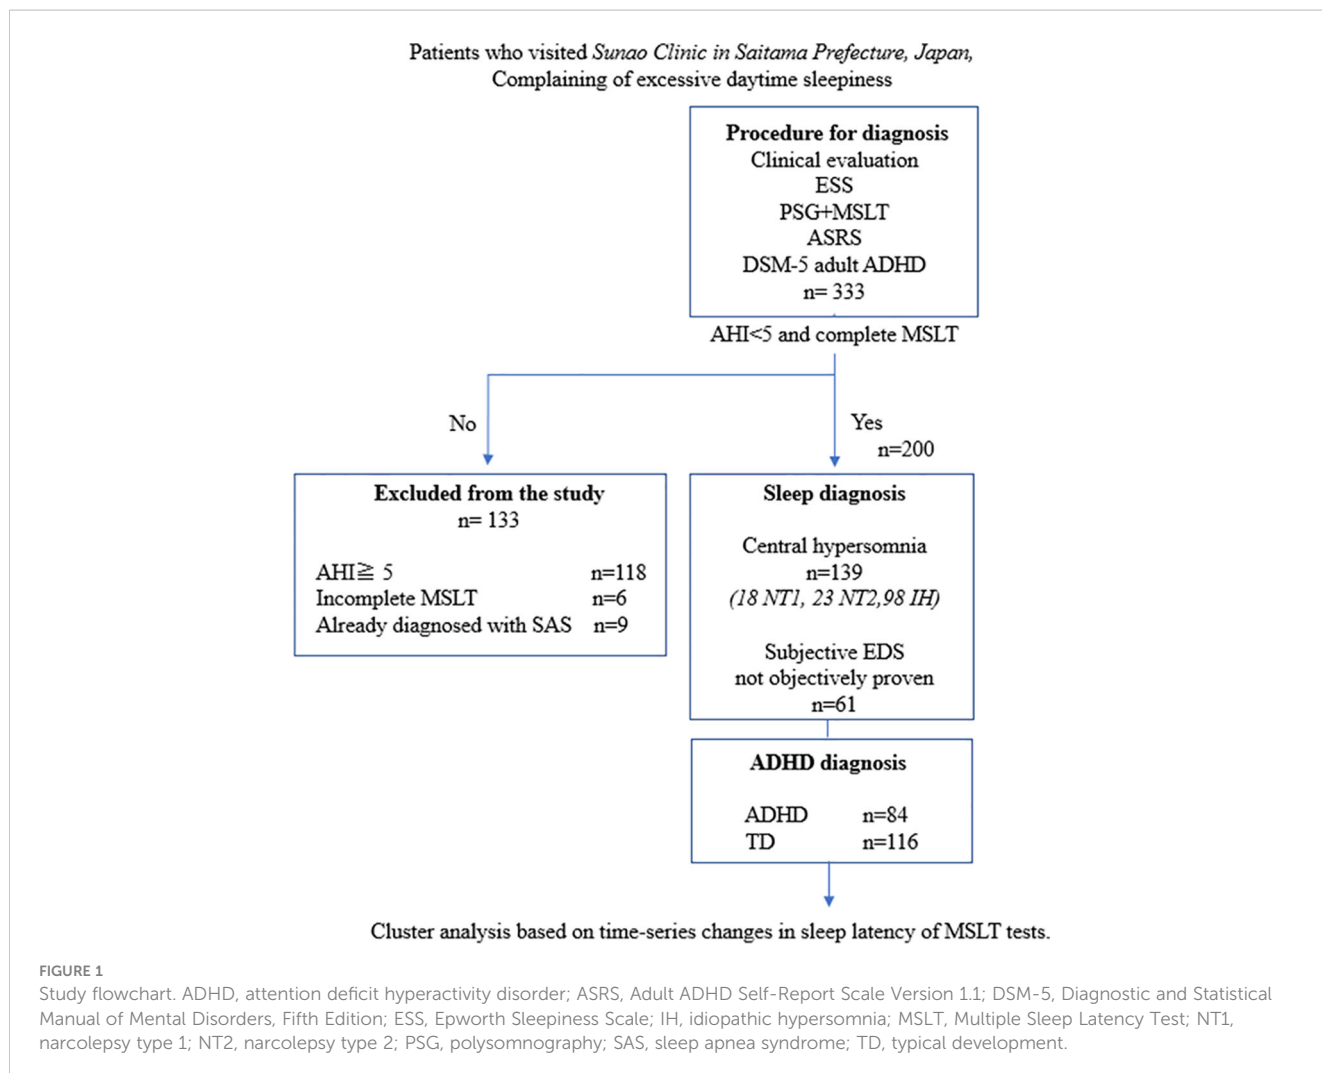 Patients who visited Sunao Clinic in Saitama Prefecture, Japan,
Complaining of excessive daytime sleepiness
Procedure for diagnosis
Clinical evaluation
ESS
PSG+MSLT
ASRS
DSM-5 adult ADHD
n= 333
AHI<5 and complete MSLT
No
Yes
n=200
Excluded from the study
n= 133
AHI≧ 5 n=118
Incomplete MSLT n=6
Already diagnosed with SAS n=9
Sleep diagnosis
Central hypersomnia
n=139
(18 NT1, 23 NT2,98 IH)
Subjective EDS
not objectively proven
n=61
ADHD diagnosis
ADHD n=84
TD n=116
Cluster analysis based on time-series changes in sleep latency of MSLT tests.
FIGURE 1
Study flowchart. ADHD, attention deficit hyperactivity disorder; ASRS, Adult ADHD Self-Report Scale Version 1.1; DSM-5, Diagnostic and Statistical
Manual of Mental Disorders, Fifth Edition; ESS, Epworth Sleepiness Scale; IH, idiopathic hypersomnia; MSLT, Multiple Sleep Latency Test; NT1,
narcolepsy type 1; NT2, narcolepsy type 2; PSG, polysomnography; SAS, sleep apnea syndrome; TD, typical development.